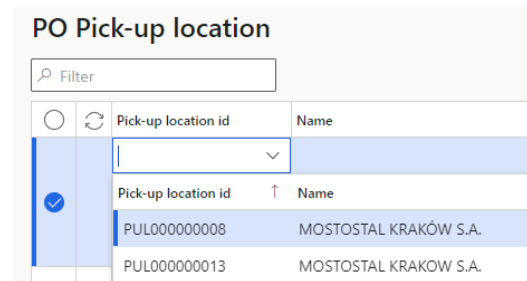 PO Pick-up location
Filter
Pick-up location id Name
Pick-up location id ↑ Name
PUL000000008 MOSTOSTAL KRAKÓW S.A.
PUL000000013 MOSTOSTAL KRAKOW S.A.